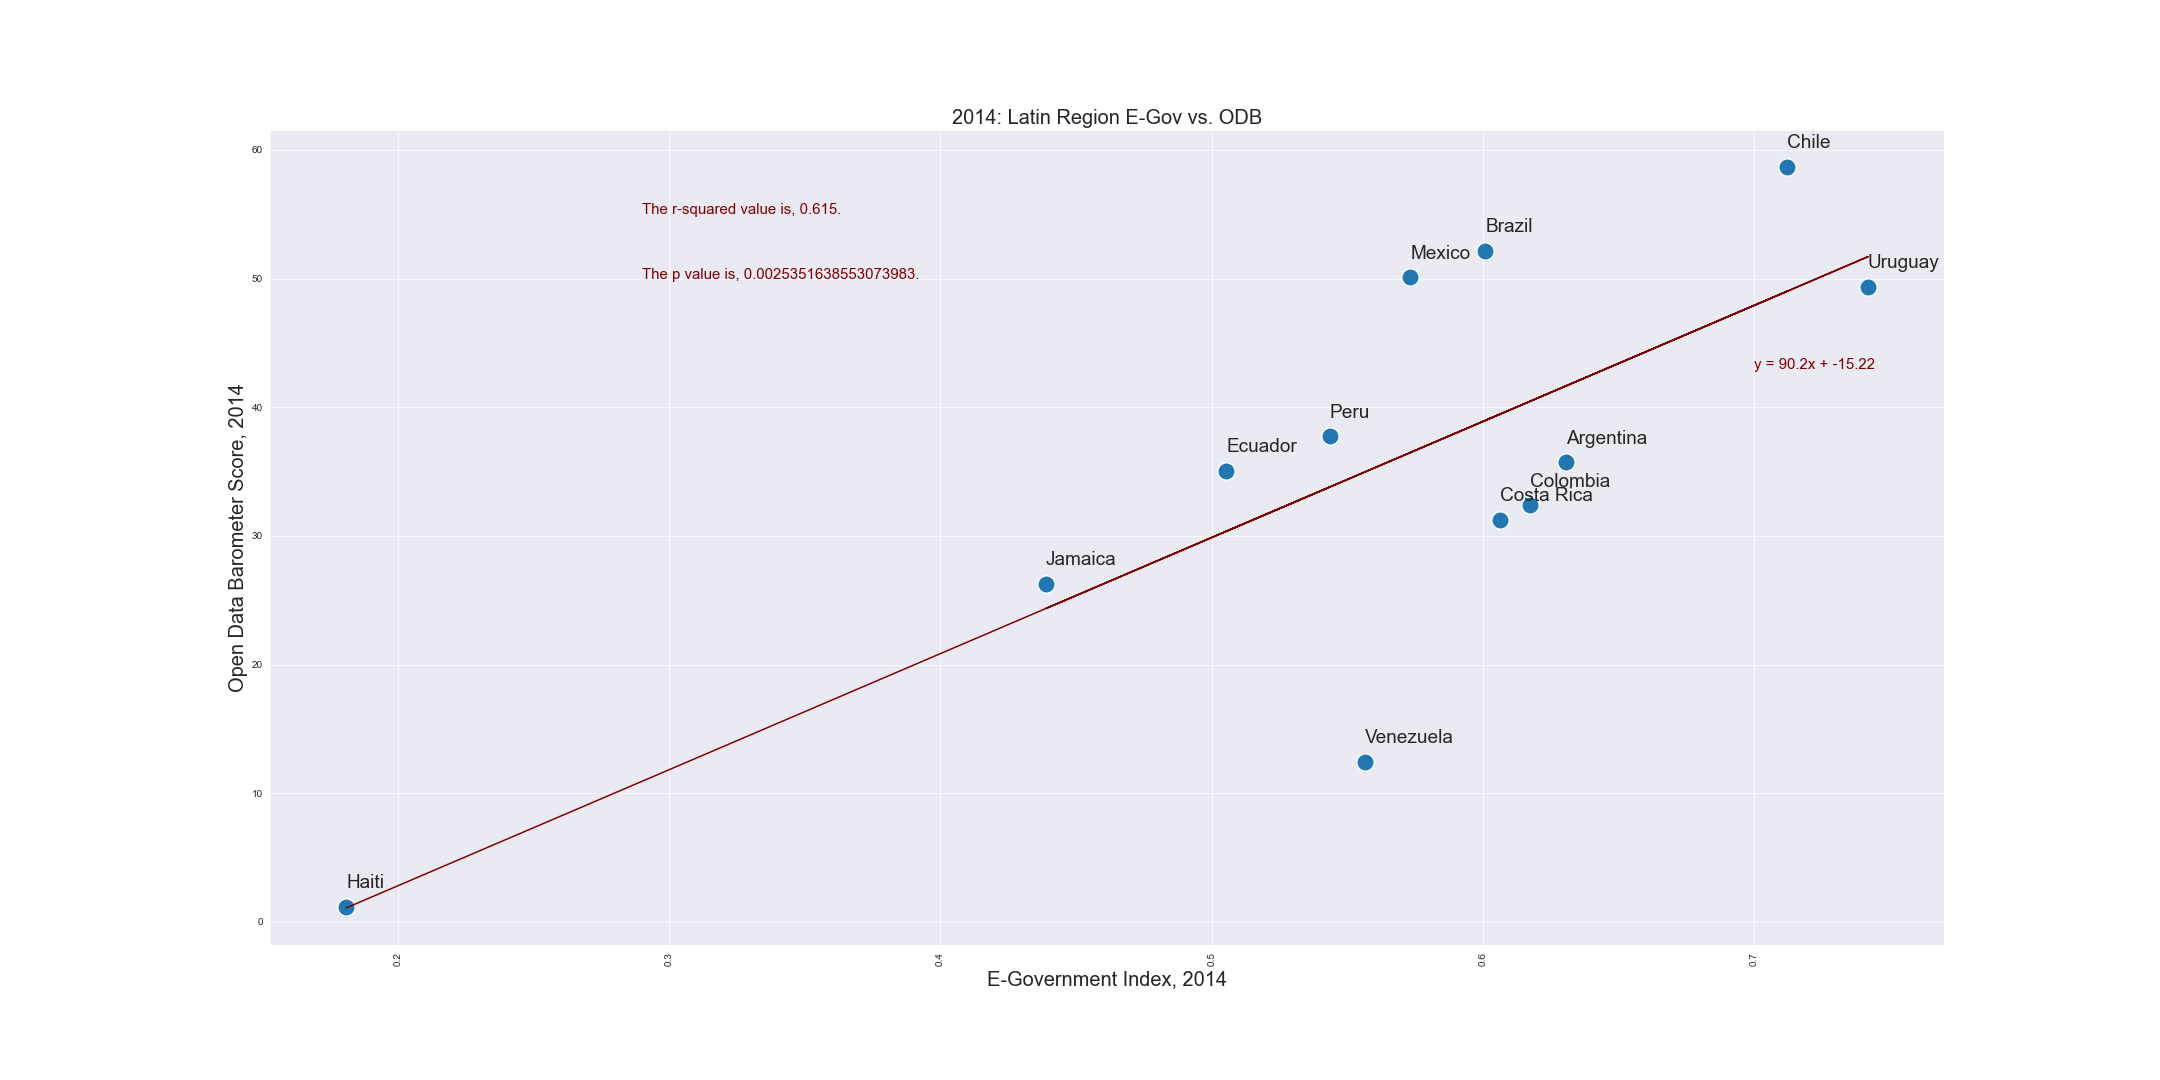 2014: Latin Region E-Gov vs. ODB
Chile
60
The r-squared value is, 0.615.
Brazil
Mexico
Uruguay
The p value is, 0.0025351638553073983.
50
y = 90.2x + -15.22
40
Peru
Argentina
Ecuador
Colombia
Costa Rica
30
Jamaica
Open Data Barometer Score, 2014
20
Venezuela
10
Haiti
0
0.2
0.3
0.4
0.5
0.6
0.7
E-Government Index, 2014